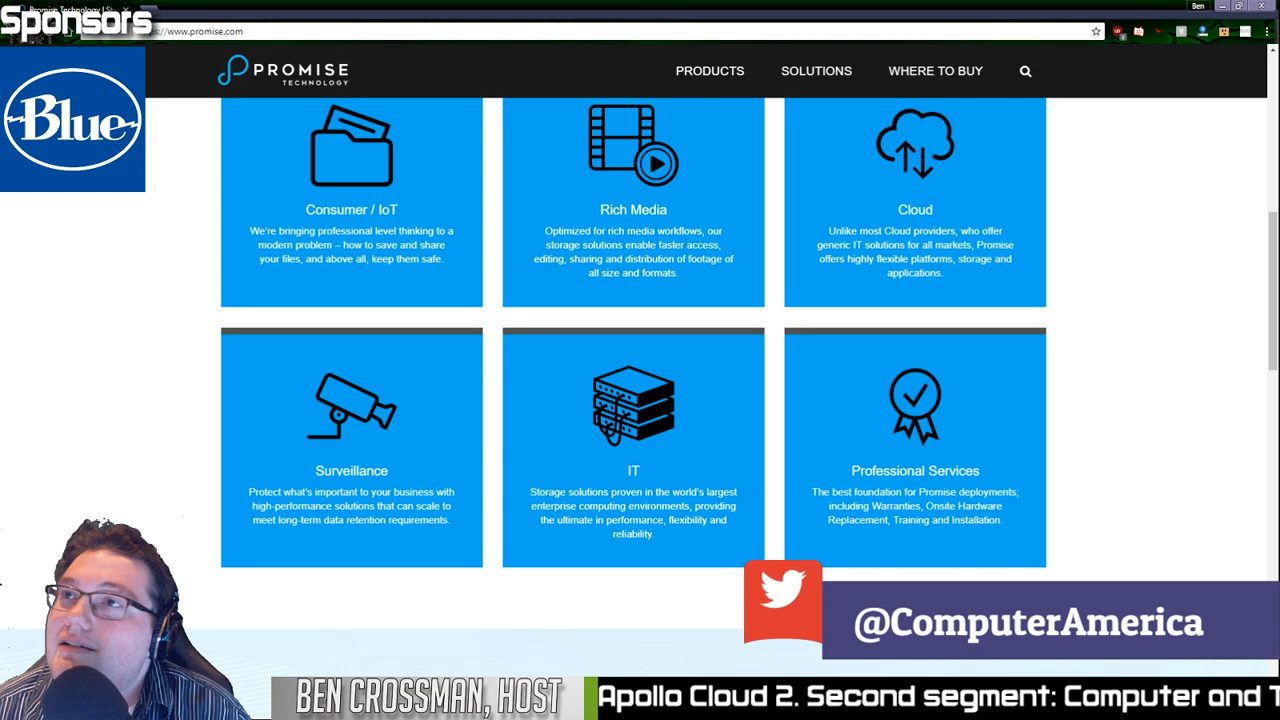 Promise Technology | St
Ben
Sponsors
www.promise.com
PROMISE
TECHNOLOGY
PRODUCTS
SOLUTIONS
WHERE TO BUY
Blue
Consumer / IoT
We're bringing professional level thinking to a
modern problem – how to save and share
your files, and above all, keep them safe.
Rich Media
Optimized for rich media workflows, our
storage solutions enable faster access,
editing, sharing and distribution of footage of
all size and formats.
Cloud
Unlike most Cloud providers, who offer
generic IT solutions for all markets, Promise
offers highly flexible platforms, storage and
applications.
Surveillance
Protect what's important to your business with
high-performance solutions that can scale to
meet long-term data retention requirements.
IT
Storage solutions proven in the world's largest
enterprise computing environments, providing
the ultimate in performance, flexibility and
reliability.
Professional Services
The best foundation for Promise deployments;
including Warranties, Onsite Hardware
Replacement, Training and Installation.
@ComputerAmerica
BEN CROSSMAN, HOST
Apollo Cloud 2. Second segment: Computer and T